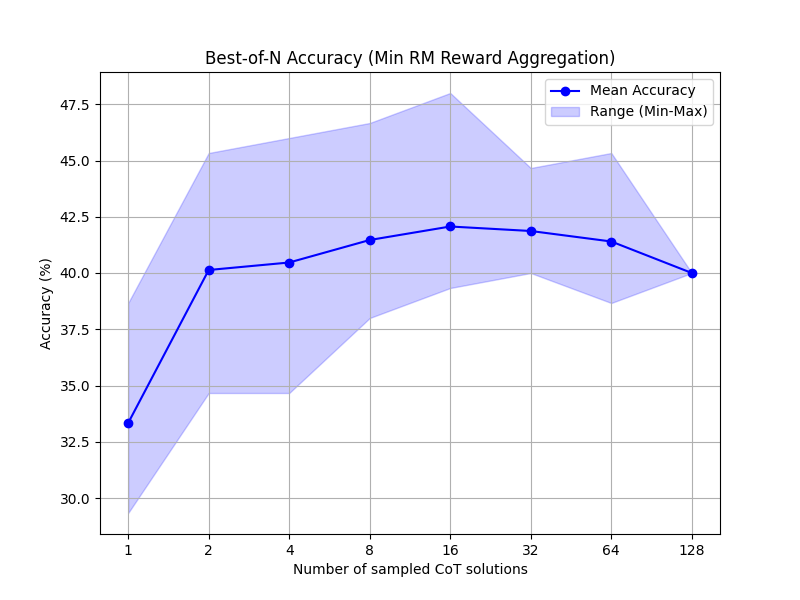 Best-of-N Accuracy (Min RM Reward Aggregation)
Mean Accuracy
Range (Min-Max)
Accuracy (%)
47.5
45.0
42.5
40.0
37.5
35.0
32.5
30.0
1 2 4 8 16 32 64 128
Number of sampled CoT solutions